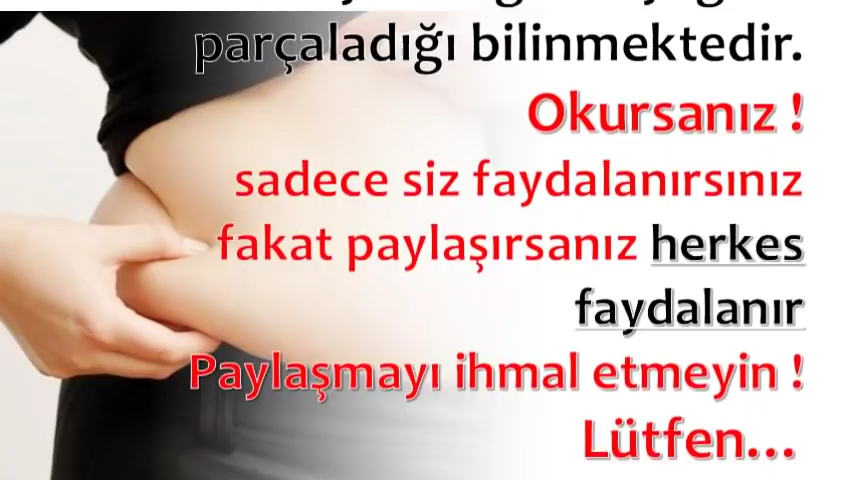 parçaladığı bilinmektedir.
Okursanız !
sadece siz faydalanırsınız
fakat paylaşırsanız herkes
faydalanır
Paylaşmayı ihmal etmeyin !
Lütfen...